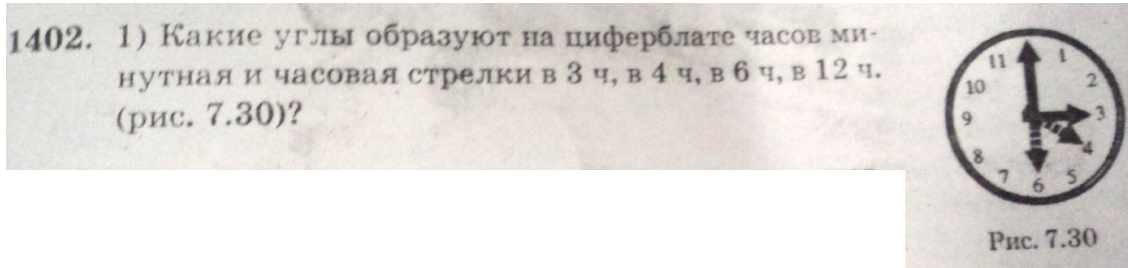 1402. 1) Какие углы образуют на циферблате часов ми-
нутная и часовая стрелки в 3 ч, в 4 ч, в 6 ч, в 12 ч.
(рис. 7.30)?
11 1
10 2
9 3
8 4
7 6 5
Рис. 7.30